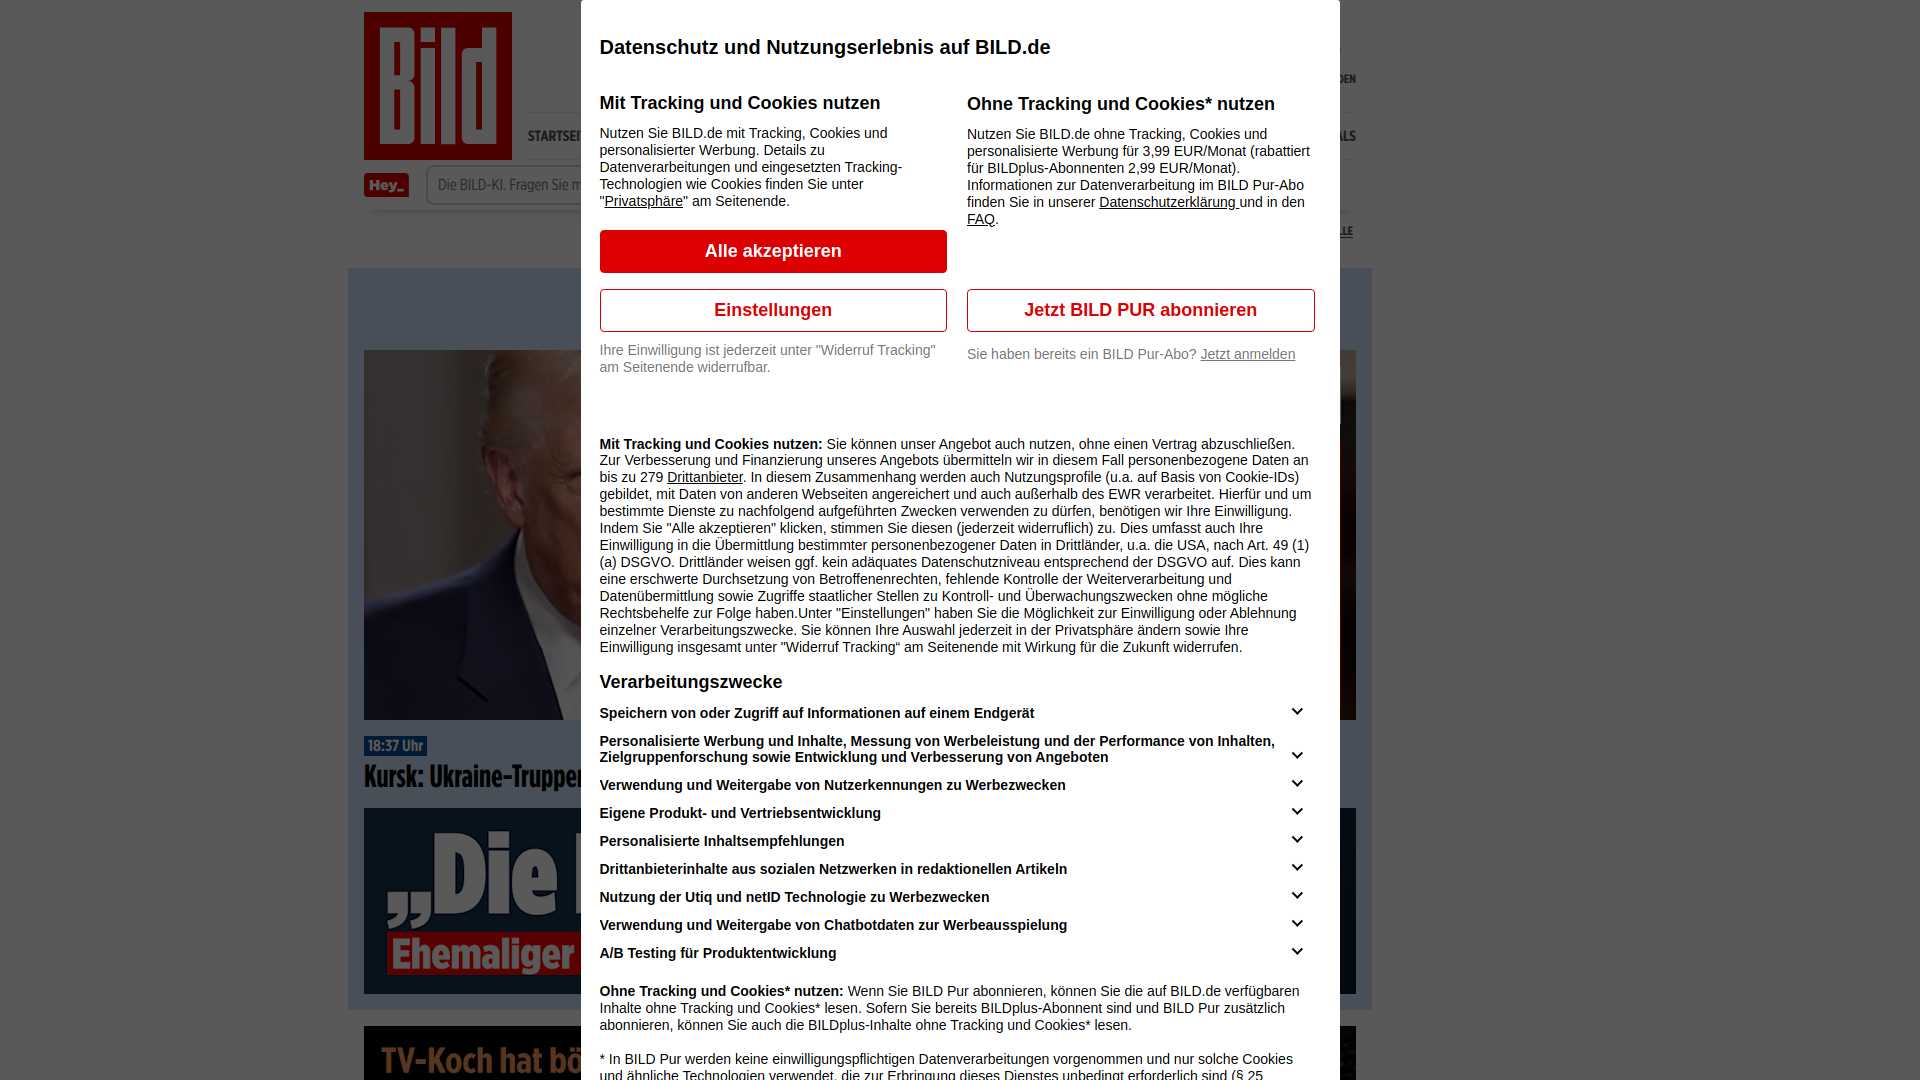 Bild
Datenschutz und Nutzungserlebnis auf BILD.de
Mit Tracking und Cookies nutzen
Nutzen Sie BILD.de mit Tracking, Cookies und
personalisierter Werbung. Details zu
Datenverarbeitungen und eingesetzten Tracking-
Technologien wie Cookies finden Sie unter
"Privatsphäre" am Seitenende.
Alle akzeptieren
Einstellungen
Ihre Einwilligung ist jederzeit unter "Widerruf Tracking"
am Seitenende widerrufbar.
Ohne Tracking und Cookies* nutzen
Nutzen Sie BILD.de ohne Tracking, Cookies und
personalisierte Werbung für 3,99 EUR/Monat (rabattiert
für BILDplus-Abonnenten 2,99 EUR/Monat).
Informationen zur Datenverarbeitung im BILD Pur-Abo
finden Sie in unserer Datenschutzerklärung und in den
FAQ.
Jetzt BILD PUR abonnieren
Sie haben bereits ein BILD Pur-Abo? Jetzt anmelden
Mit Tracking und Cookies nutzen: Sie können unser Angebot auch nutzen, ohne einen Vertrag abzuschließen.
Zur Verbesserung und Finanzierung unseres Angebots übermitteln wir in diesem Fall personenbezogene Daten an
bis zu 279 Drittanbieter. In diesem Zusammenhang werden auch Nutzungsprofile (u.a. auf Basis von Cookie-IDs)
gebildet, mit Daten von anderen Webseiten angereichert und auch außerhalb des EWR verarbeitet. Hierfür und um
bestimmte Dienste zu nachfolgend aufgeführten Zwecken verwenden zu dürfen, benötigen wir Ihre Einwilligung.
Indem Sie "Alle akzeptieren" klicken, stimmen Sie diesen (jederzeit widerruflich) zu. Dies umfasst auch Ihre
Einwilligung in die Übermittlung bestimmter personenbezogener Daten in Drittländer, u.a. die USA, nach Art. 49 (1)
(a) DSGVO. Drittländer weisen ggf. kein adäquates Datenschutzniveau entsprechend der DSGVO auf. Dies kann
eine erschwerte Durchsetzung von Betroffenenrechten, fehlende Kontrolle der Weiterverarbeitung und
Datenübermittlung sowie Zugriffe staatlicher Stellen zu Kontroll- und Überwachungszwecken ohne mögliche
Rechtsbehelfe zur Folge haben.Unter "Einstellungen" haben Sie die Möglichkeit zur Einwilligung oder Ablehnung
einzelner Verarbeitungszwecke. Sie können Ihre Auswahl jederzeit in der Privatsphäre ändern sowie Ihre
Einwilligung insgesamt unter "Widerruf Tracking“ am Seitenende mit Wirkung für die Zukunft widerrufen.
Verarbeitungszwecke
Speichern von oder Zugriff auf Informationen auf einem Endgerät
Personalisierte Werbung und Inhalte, Messung von Werbeleistung und der Performance von Inhalten,
Zielgruppenforschung sowie Entwicklung und Verbesserung von Angeboten
Verwendung und Weitergabe von Nutzerkennungen zu Werbezwecken
Eigene Produkt- und Vertriebsentwicklung
Personalisierte Inhaltsempfehlungen
Drittanbieterinhalte aus sozialen Netzwerken in redaktionellen Artikeln
Nutzung der Utiq und netID Technologie zu Werbezwecken
Verwendung und Weitergabe von Chatbotdaten zur Werbeausspielung
A/B Testing für Produktentwicklung
Ohne Tracking und Cookies* nutzen: Wenn Sie BILD Pur abonnieren, können Sie die auf BILD.de verfügbaren
Inhalte ohne Tracking und Cookies* lesen. Sofern Sie bereits BILDplus-Abonnent sind und BILD Pur zusätzlich
abonnieren, können Sie auch die BILDplus-Inhalte ohne Tracking und Cookies* lesen.
* In BILD Pur werden keine einwilligungspflichtigen Datenverarbeitungen vorgenommen und nur solche Cookies
und ähnliche Technologien verwendet, die zur Erbringung dieses Dienstes unbedingt erforderlich sind (§ 25
STARTSEI
Hey_
Die BILD-KI. Fragen Sie m
DEN
ALS
LLE
18:37 Uhr
Kursk: Ukraine-Truppen
„Die
Ehemaliger
TV-Koch hat bö